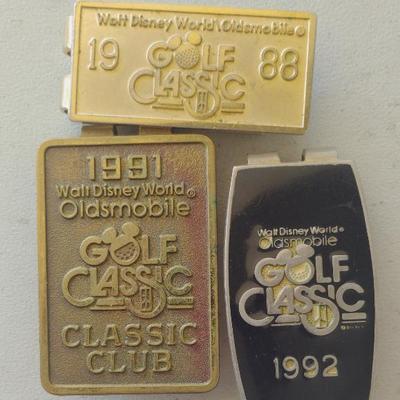 Walt Disney World\Oldsmobile®
19 GOLF 88
CLASSIC
1991
Walt Disney World®
Oldsmobile
GOLF
CLASSIC
CLASSIC
CLUB
Walt Disney World®
Oldsmobile
GOLF
CLASSIC
1992